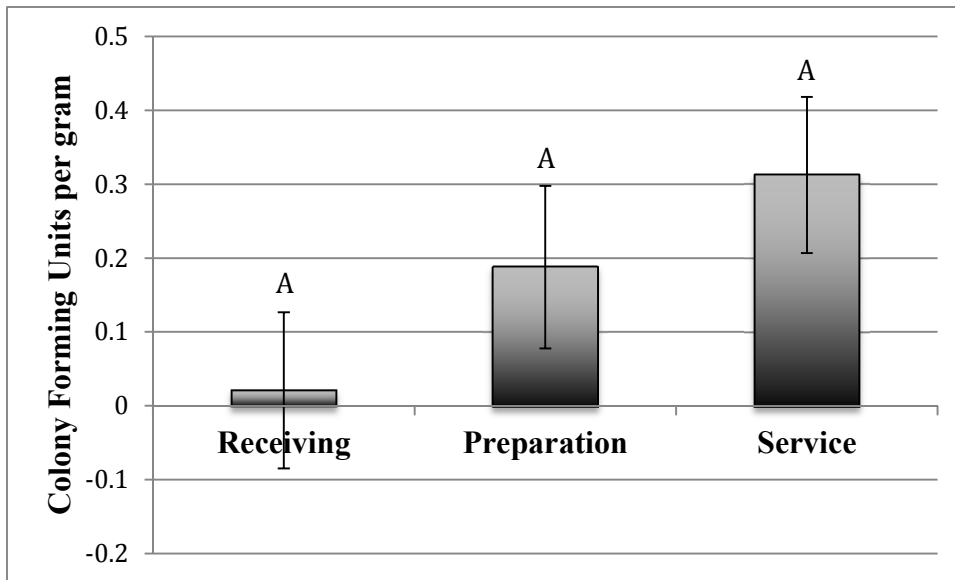 Colony Forming Units per gram
0.5
0.4
0.3
0.2
0.1
0
-0.1
-0.2
A
A
A
Receiving
Preparation
Service